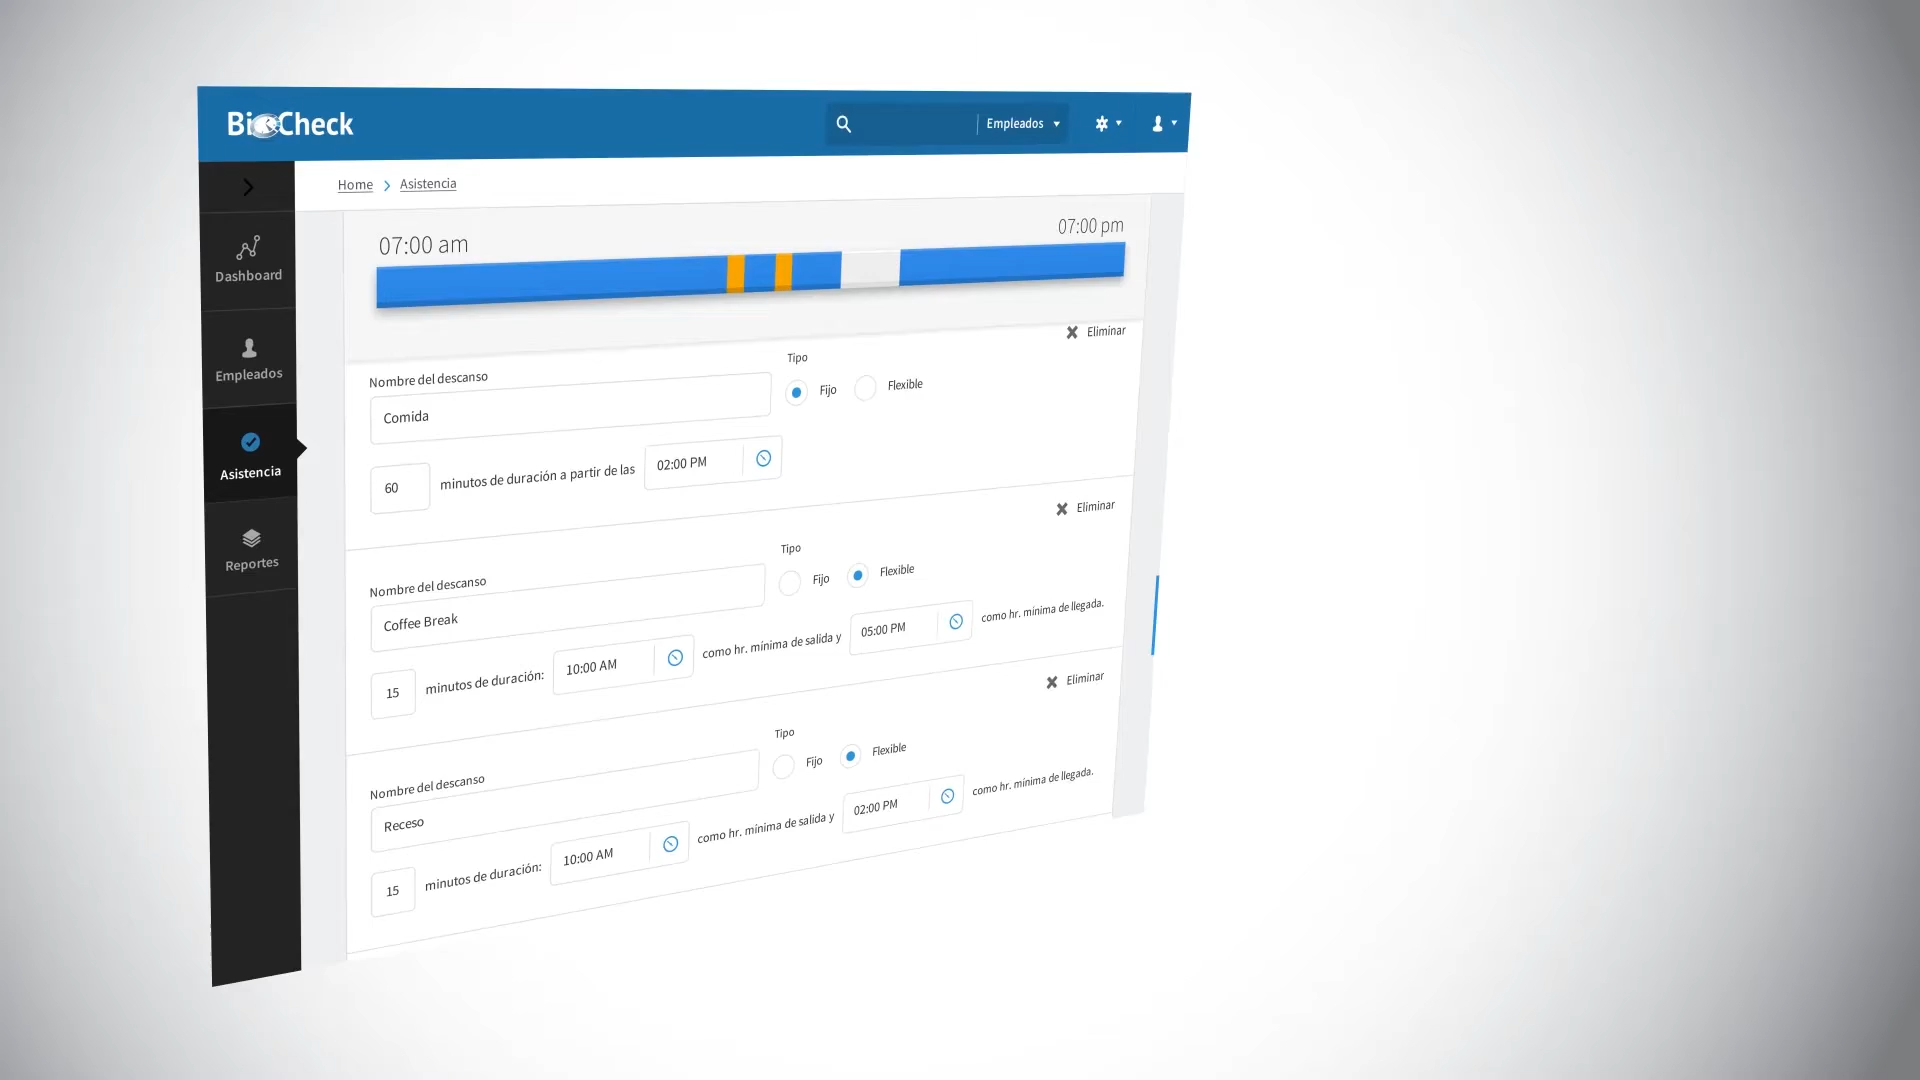 BioCheck
Empleados
Home > Asistencia
07:00 am
07:00 pm
Dashboard
Empleados
Asistencia
Reportes
Eliminar
Nombre del descanso
Tipo
Comida
Fijo
Flexible
60 minutos de duración a partir de las 02:00 PM
Eliminar
Nombre del descanso
Tipo
Coffee Break
Fijo
Flexible
15 minutos de duración: 10:00 AM como hr. mínima de salida y 05:00 PM como hr. mínima de llegada.
Eliminar
Nombre del descanso
Tipo
Receso
Fijo
Flexible
15 minutos de duración: 10:00 AM como hr. mínima de salida y 02:00 PM como hr. mínima de llegada.